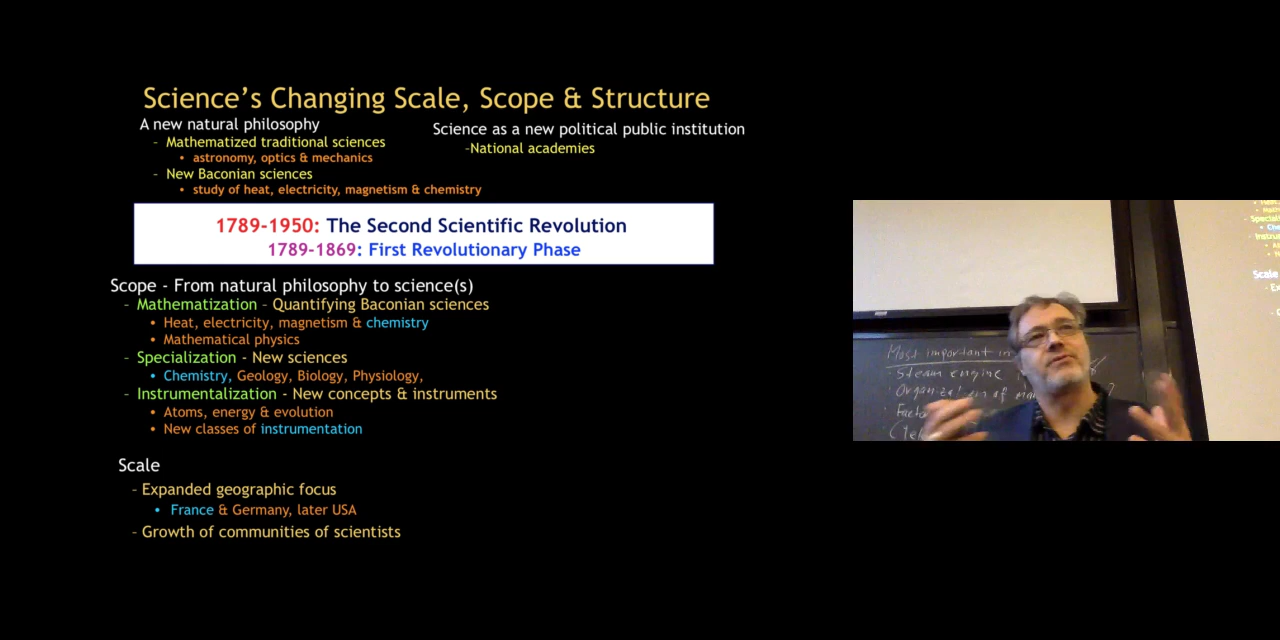 Science's Changing Scale, Scope & Structure
A new natural philosophy
- Mathematized traditional sciences
• astronomy, optics & mechanics
- New Baconian sciences
• study of heat, electricity, magnetism & chemistry
Science as a new political public institution
-National academies
1789-1950: The Second Scientific Revolution
1789-1869: First Revolutionary Phase
Scope - From natural philosophy to science(s)
- Mathematization - Quantifying Baconian sciences
• Heat, electricity, magnetism & chemistry
• Mathematical physics
- Specialization - New sciences
• Chemistry, Geology, Biology, Physiology,
- Instrumentalization - New concepts & instruments
• Atoms, energy & evolution
• New classes of instrumentation
Scale
- Expanded geographic focus
• France & Germany, later USA
- Growth of communities of scientists
Most important in
· Steam engine
of